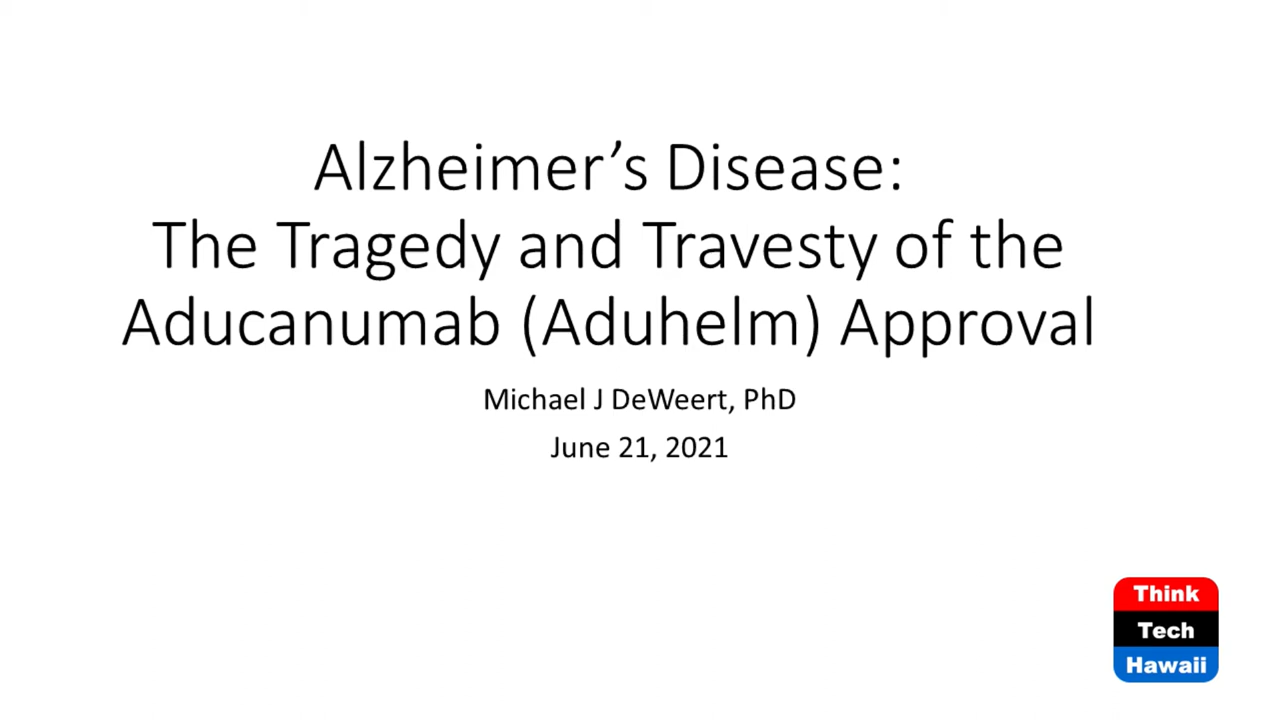 Alzheimer's Disease:
The Tragedy and Travesty of the
Aducanumab (Aduhelm) Approval
Michael J DeWeert, PhD
June 21, 2021
Think
Tech
Hawaii